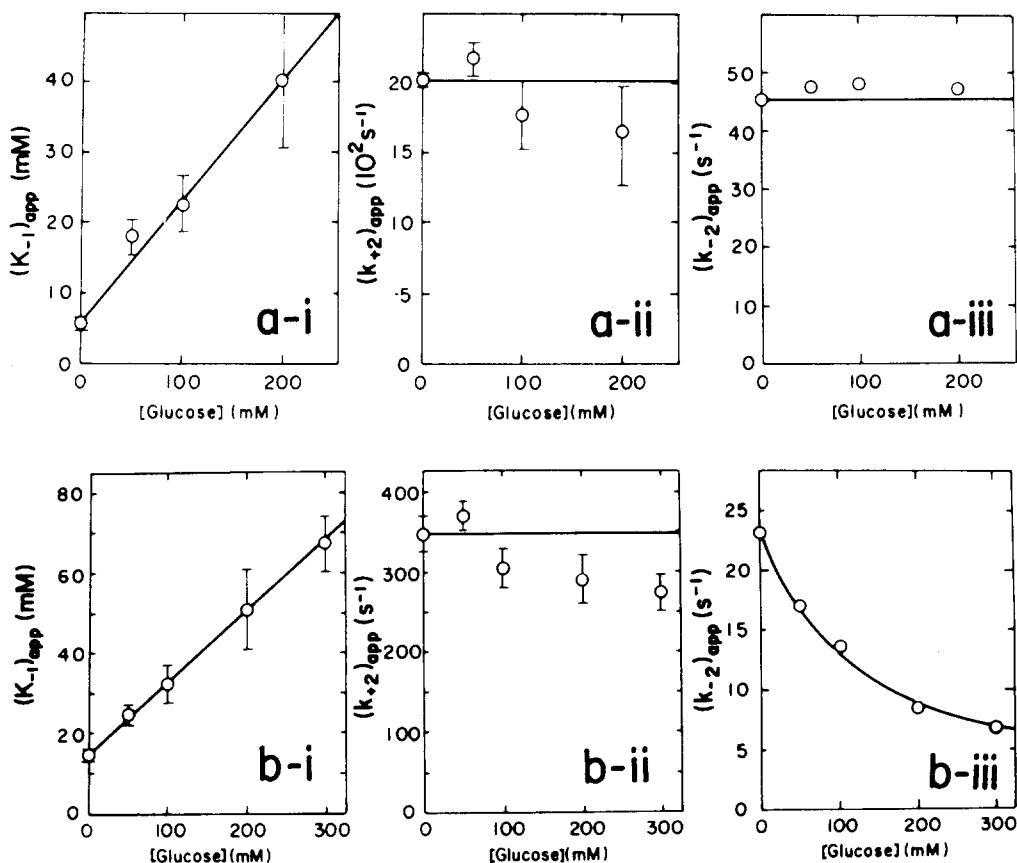 (K₋₁)app (mM)
40
30
20
10
0
0 100 200
[Glucose] (mM)
a-i
(k₊₂)app (10²s⁻¹)
20
15
10
·5
0
0 100 200
[Glucose](mM)
a-ii
(k₋₂)app (s⁻¹)
50
40
30
20
10
0
0 100 200
[Glucose] (mM)
a-iii
(K₋₁)app (mM)
80
60
40
20
0
0 100 200 300
[Glucose](mM)
b-i
(k₊₂)app (s⁻¹)
400
300
200
300
0
0 100 200 300
[Glucose](mM)
b-ii
(k₋₂)app (s⁻¹)
25
20
15
10
5
0
0 100 200 300
[Glucose](mM)
b-iii